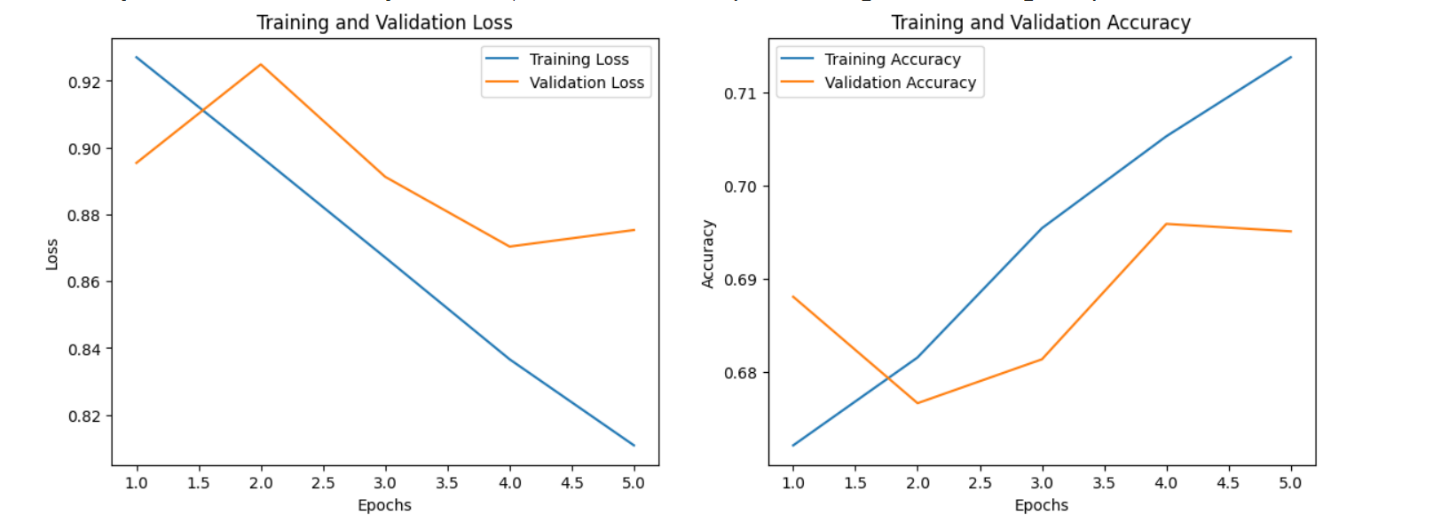 Training and Validation Loss
Training Loss
Validation Loss
0.92
0.90
0.88
0.86
0.84
0.82
Loss
1.0 1.5 2.0 2.5 3.0 3.5 4.0 4.5 5.0
Epochs
Training and Validation Accuracy
Training Accuracy
Validation Accuracy
0.71
0.70
0.69
0.68
Accuracy
1.0 1.5 2.0 2.5 3.0 3.5 4.0 4.5 5.0
Epochs